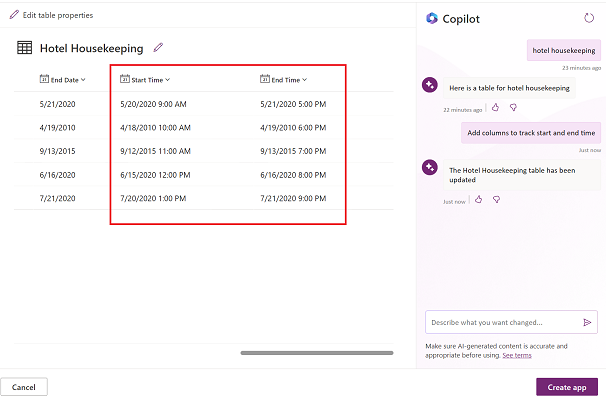 Edit table properties
Hotel Housekeeping
End Date Start Time End Time
5/21/2020 5/20/2020 9:00 AM 5/21/2020 5:00 PM
4/19/2010 4/18/2010 10:00 AM 4/19/2010 6:00 PM
9/13/2015 9/12/2015 11:00 AM 9/13/2015 7:00 PM
6/16/2020 6/15/2020 12:00 PM 6/16/2020 8:00 PM
7/21/2020 7/20/2020 1:00 PM 7/21/2020 9:00 PM
Cancel
Copilot
hotel housekeeping
23 minutes ago
Here is a table for hotel housekeeping
22 minutes ago
Add columns to track start and end time
Just now
The Hotel Housekeeping table has been
updated
Just now
Describe what you want changed...
Make sure AI-generated content is accurate and
appropriate before using. See terms
Create app